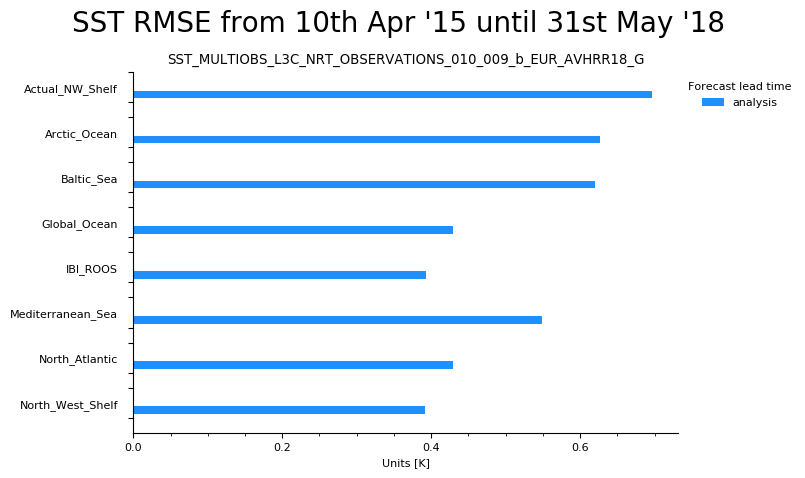 SST RMSE from 10th Apr '15 until 31st May '18
SST_MULTIOBS_L3C_NRT_OBSERVATIONS_010_009_b_EUR_AVHRR18_G
Forecast lead time
analysis
Actual_NW_Shelf
Arctic_Ocean
Baltic_Sea
Global_Ocean
IBI_ROOS
Mediterranean_Sea
North_Atlantic
North_West_Shelf
0.0 0.2 0.4 0.6
Units [K]